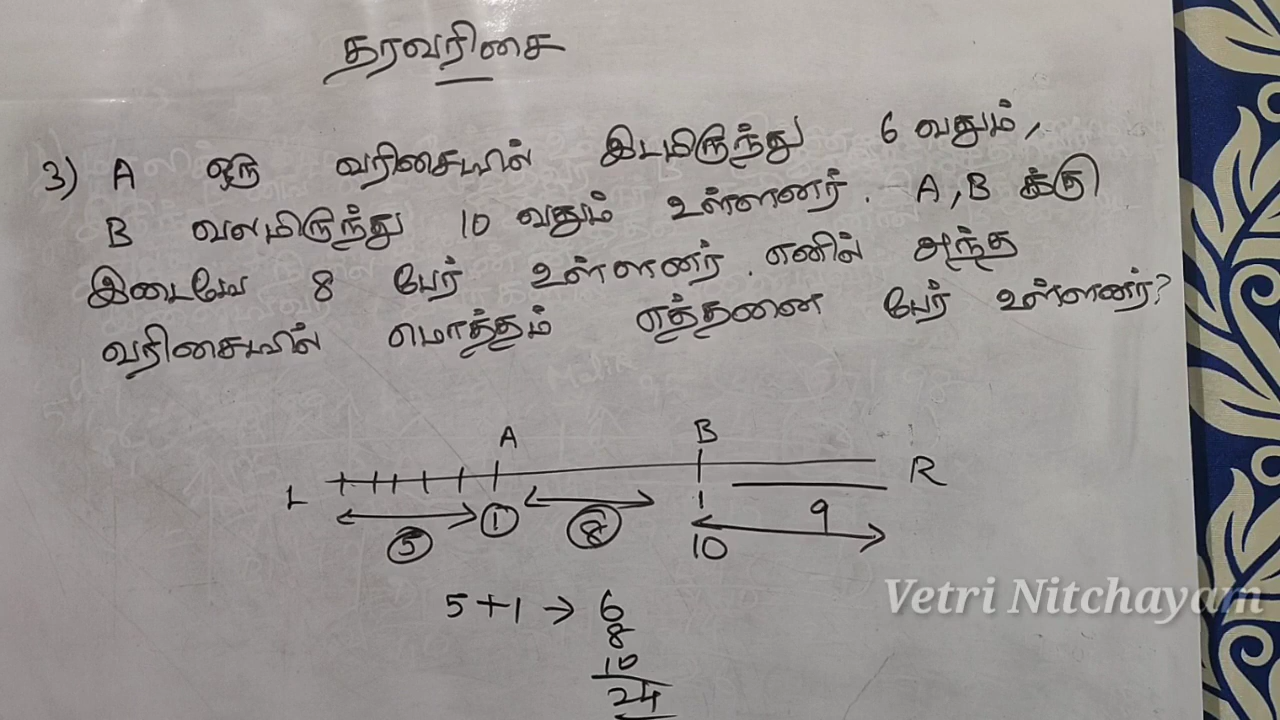 தரவரிசை
3) A ஒரு வரிசையில் இடமிருந்து 6 வதும்,
B வலமிருந்து 10 வதும் உள்ளனர். A,B க்கு
இடையே 8 பேர் உள்ளனர். எனில் அந்த
வரிசையில் மொத்தம் எத்தனை பேர் உள்ளனர்?
A B
L R
5 1 8 1 9
10
5+1 → 6
8
10
24
Vetri Nitchayam